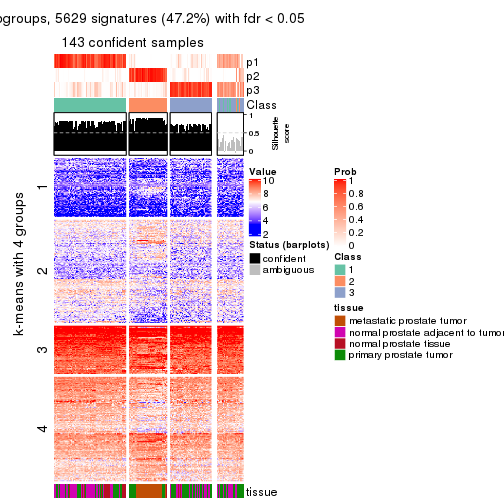 ogroups, 5629 signatures (47.2%) with fdr < 0.05
143 confident samples
p1
p2
p3
Class
1
0.5
0
Silhouette
score
k-means with 4 groups
1
2
3
4
Value
10
8
6
4
2
Status (barplots)
confident
ambiguous
Prob
1
0.8
0.6
0.4
0.2
0
Class
1
2
3
tissue
metastatic prostate tumor
normal prostate adjacent to tumor
normal prostate tissue
primary prostate tumor
tissue